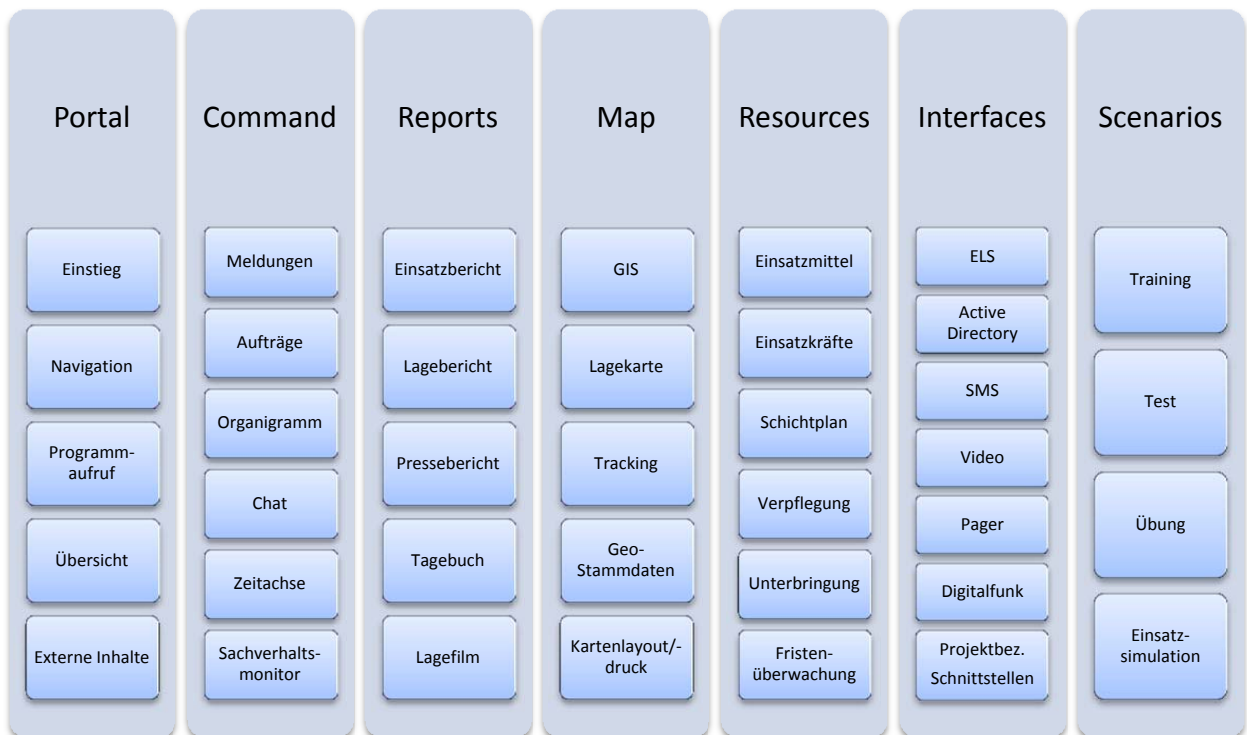 Portal
Einstieg
Navigation
Programm-
aufruf
Übersicht
Externe Inhalte
Command
Meldungen
Aufträge
Organigramm
Chat
Zeitachse
Sachverhalts-
monitor
Reports
Einsatzbericht
Lagebericht
Pressebericht
Tagebuch
Lagefilm
Map
GIS
Lagekarte
Tracking
Geo-
Stammdaten
Kartenlayout/-
druck
Resources
Einsatzmittel
Einsatzkräfte
Schichtplan
Verpflegung
Unterbringung
Fristen-
überwachung
Interfaces
ELS
Active
Directory
SMS
Video
Pager
Digitalfunk
Projektbez.
Schnittstellen
Scenarios
Training
Test
Übung
Einsatz-
simulation